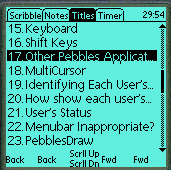 Scribble Notes Titles Timer 29:54
15.Keyboard
16.Shift Keys
17.Other Pebbles Applicat...
18.MultiCursor
19.Identifying Each User's...
20.How show each user's...
21.User's Status
22.Menubar Inappropriate?
23.PebblesDraw
Back Back Scrll Up Fwd Fwd
Scrll Dn